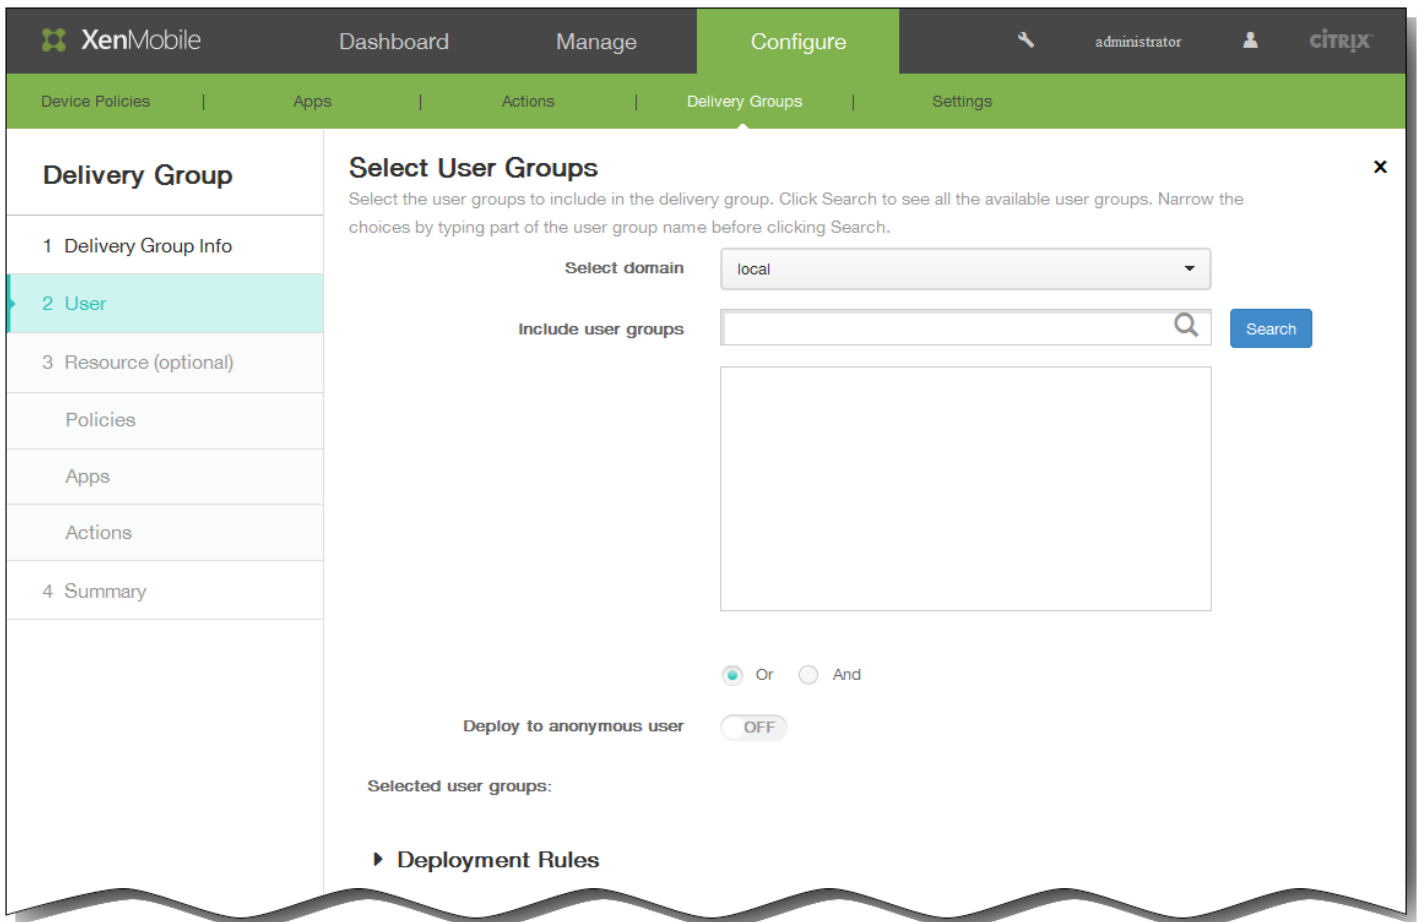 XenMobile Dashboard Manage Configure administrator CİTRIX
Device Policies | Apps | Actions | Delivery Groups | Settings
Delivery Group
1 Delivery Group Info
2 User
3 Resource (optional)
Policies
Apps
Actions
4 Summary
Select User Groups
x
Select the user groups to include in the delivery group. Click Search to see all the available user groups. Narrow the
choices by typing part of the user group name before clicking Search.
Select domain local
Include user groups Search
Or And
Deploy to anonymous user OFF
Selected user groups:
Deployment Rules